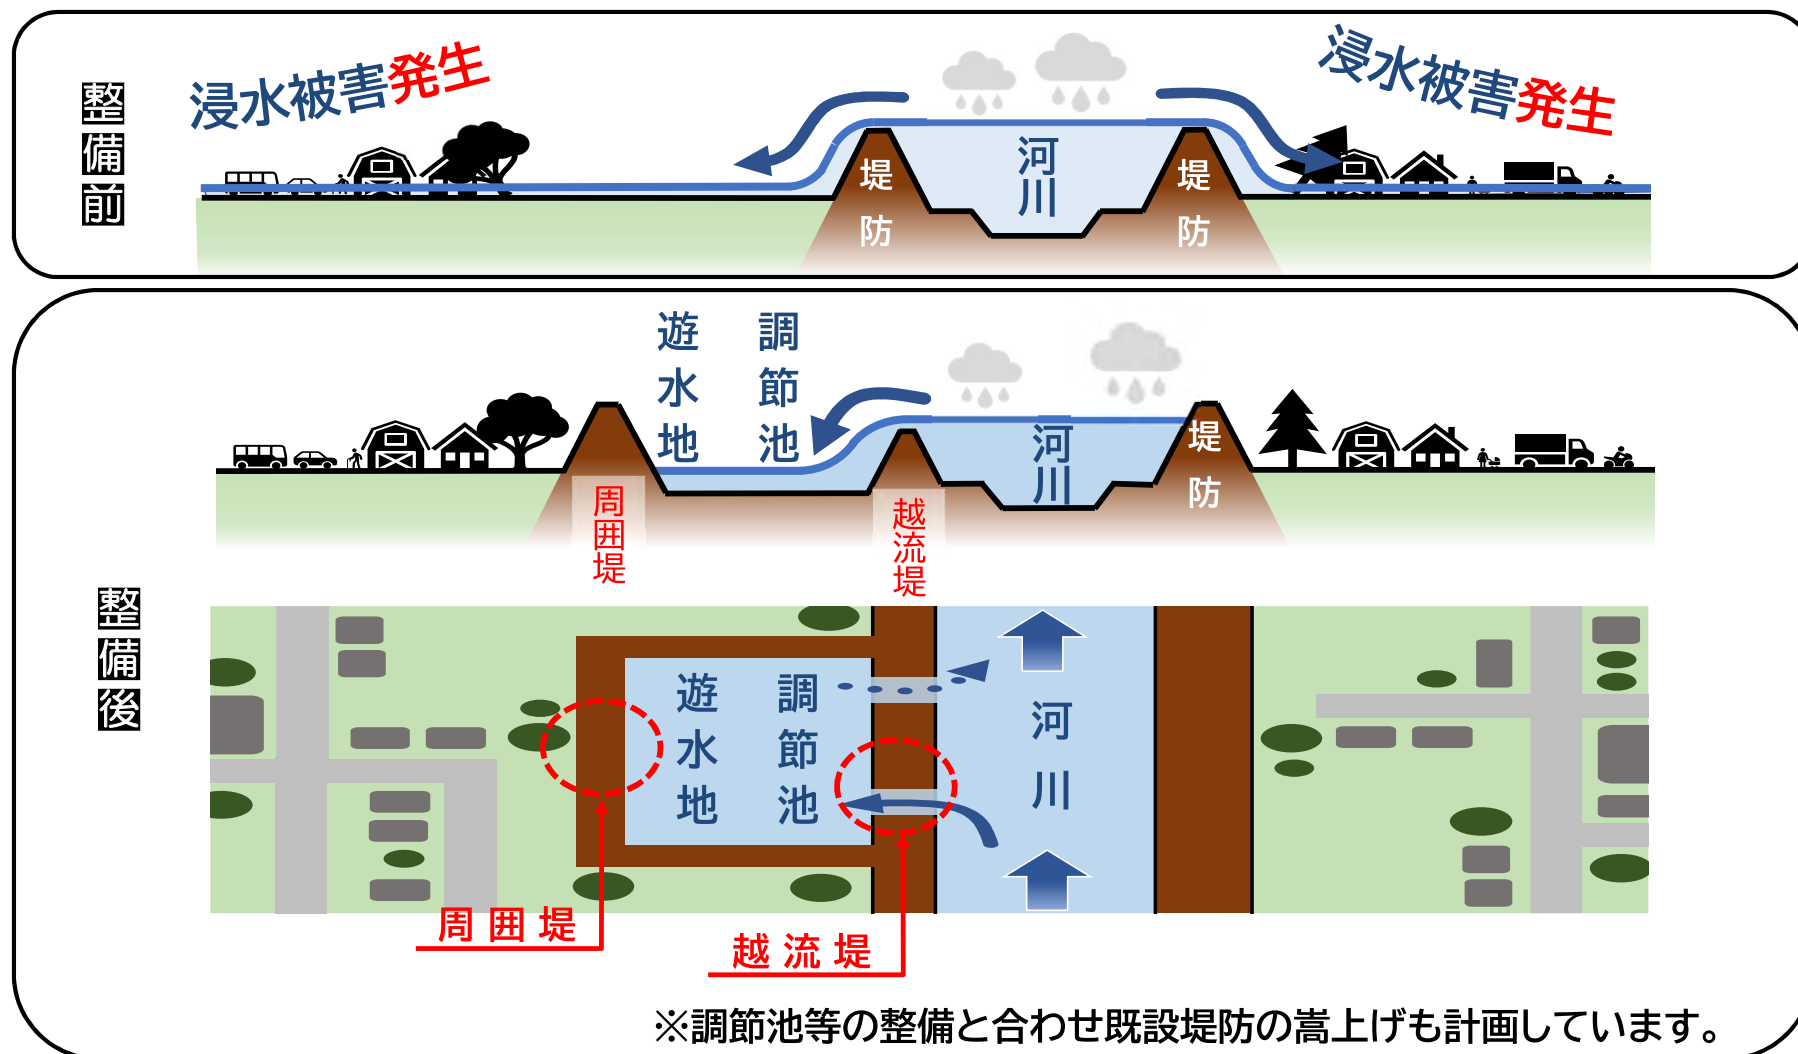 整備前
浸水被害発生
浸水被害発生
河川
堤防
堤防
整備後
調節池
遊水地
河川
堤防
周囲堤
越流堤
調節池
遊水地
河川
周囲堤
越流堤
※調節池等の整備と合わせ既設堤防の嵩上げも計画しています。